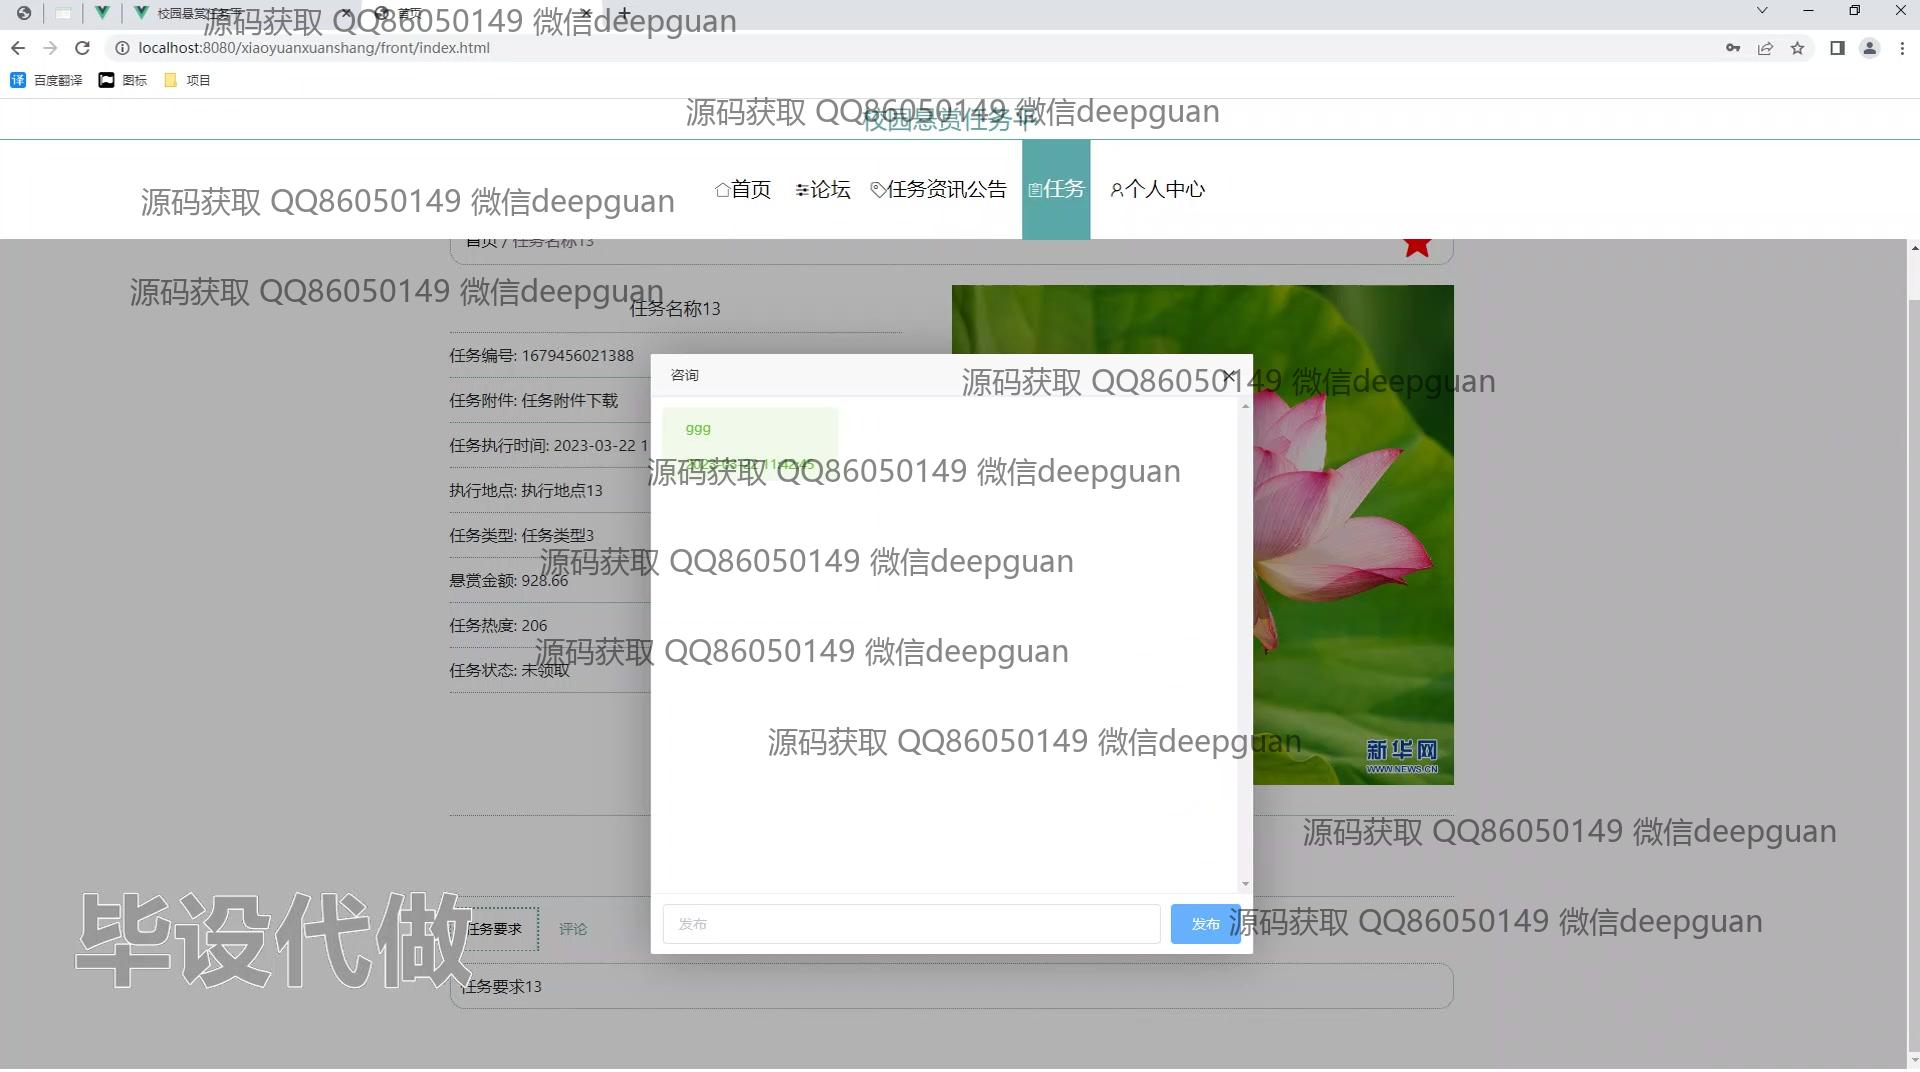 校园悬赏任务平
首页
源码获取 QQ86050149 微信deepguan
localhost:8080/xiaoyuanxuanshang/front/index.html
百度翻译 图标 项目
源码获取 QQ86050149 微信deepguan
校园悬赏任务平
首页 论坛 任务资讯公告 任务 个人中心
源码获取 QQ86050149 微信deepguan
首页 / 任务名称13
源码获取 QQ86050149 微信deepguan
任务名称13
任务编号: 1679456021388
咨询
源码获取 QQ86050149 微信deepguan
任务附件: 任务附件下载
ggg
任务执行时间: 2023-03-22 1
2023-03-22 11:42:45
源码获取 QQ86050149 微信deepguan
执行地点: 执行地点13
任务类型: 任务类型3
源码获取 QQ86050149 微信deepguan
悬赏金额: 928.66
任务热度: 206
源码获取 QQ86050149 微信deepguan
任务状态: 未领取
源码获取 QQ86050149 微信deepguan
新华网
WWW.NEWS.CN
源码获取 QQ86050149 微信deepguan
发布 发布
源码获取 QQ86050149 微信deepguan
毕设代做
任务要求 评论
任务要求13